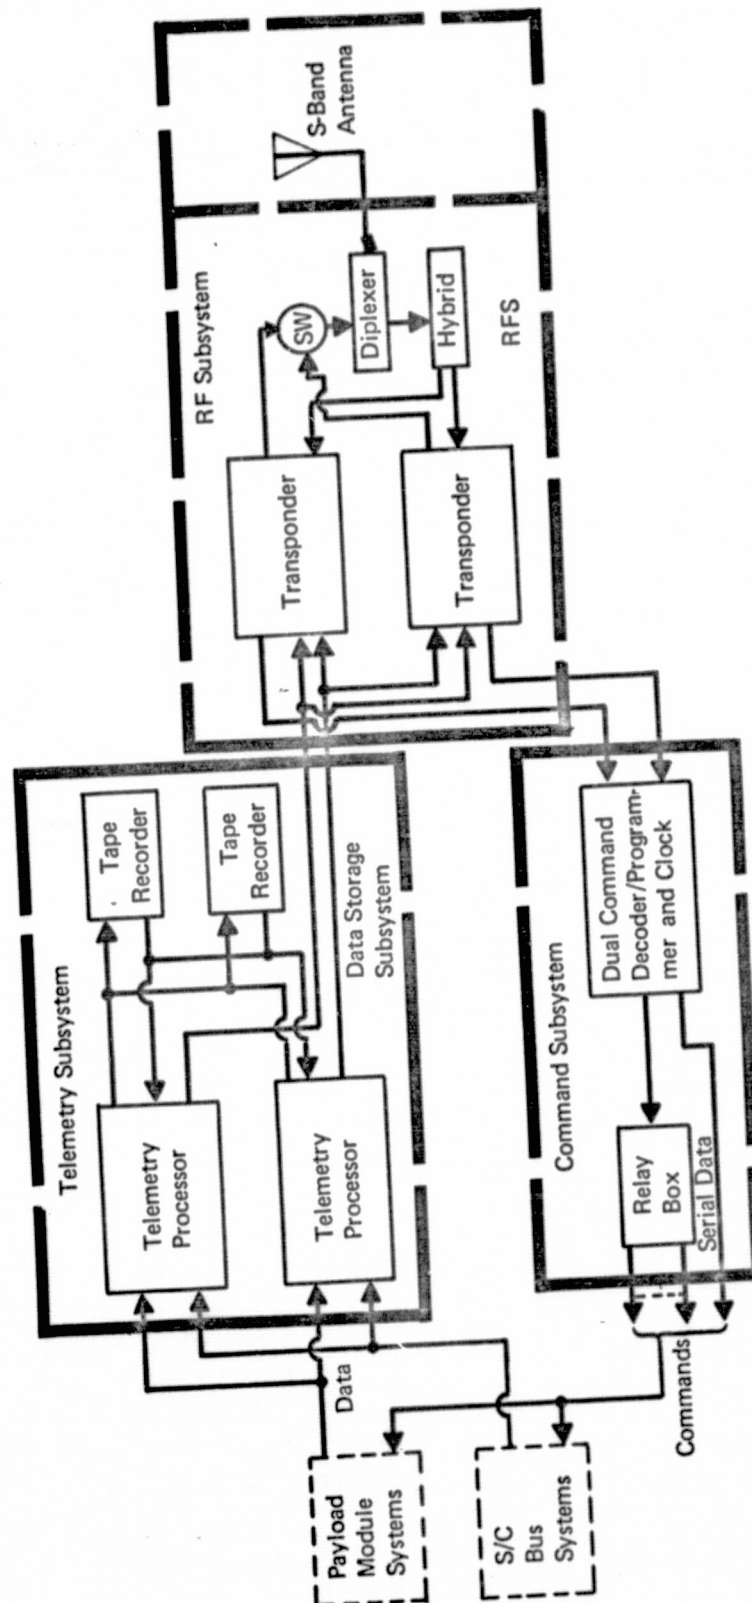 Telemetry Subsystem
Tape
Recorder
Tape
Recorder
Telemetry
Processor
Telemetry
Processor
Data Storage
Subsystem
RF Subsystem
S-Band
Antenna
SW
Diplexer
Hybrid
RFS
Transponder
Transponder
Payload
Module
Systems
Data
S/C
Bus
Systems
Commands
Command Subsystem
Relay
Box
Serial Data
Dual Command
Decoder/Program-
mer and Clock